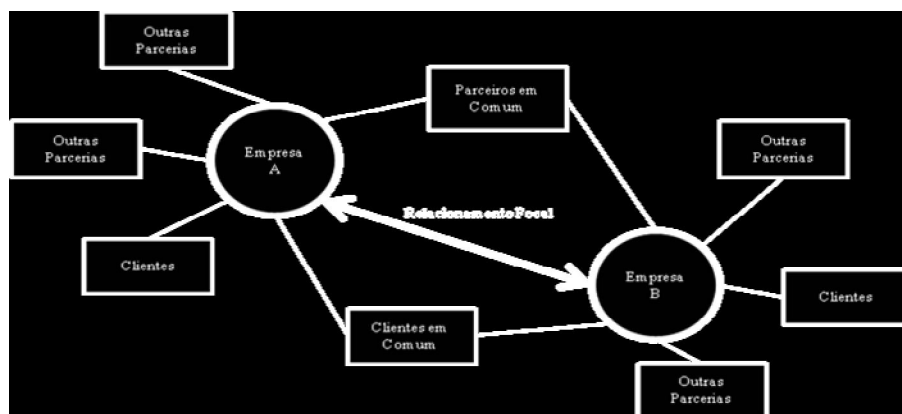 Outras
Parcerias
Parceiros em
Comum
Outras
Parcerias
Empresa
A
Outras
Parcerias
Relacionamento Focal
Clientes
Empresa
B
Clientes
Clientes em
Comum
Outras
Parcerias